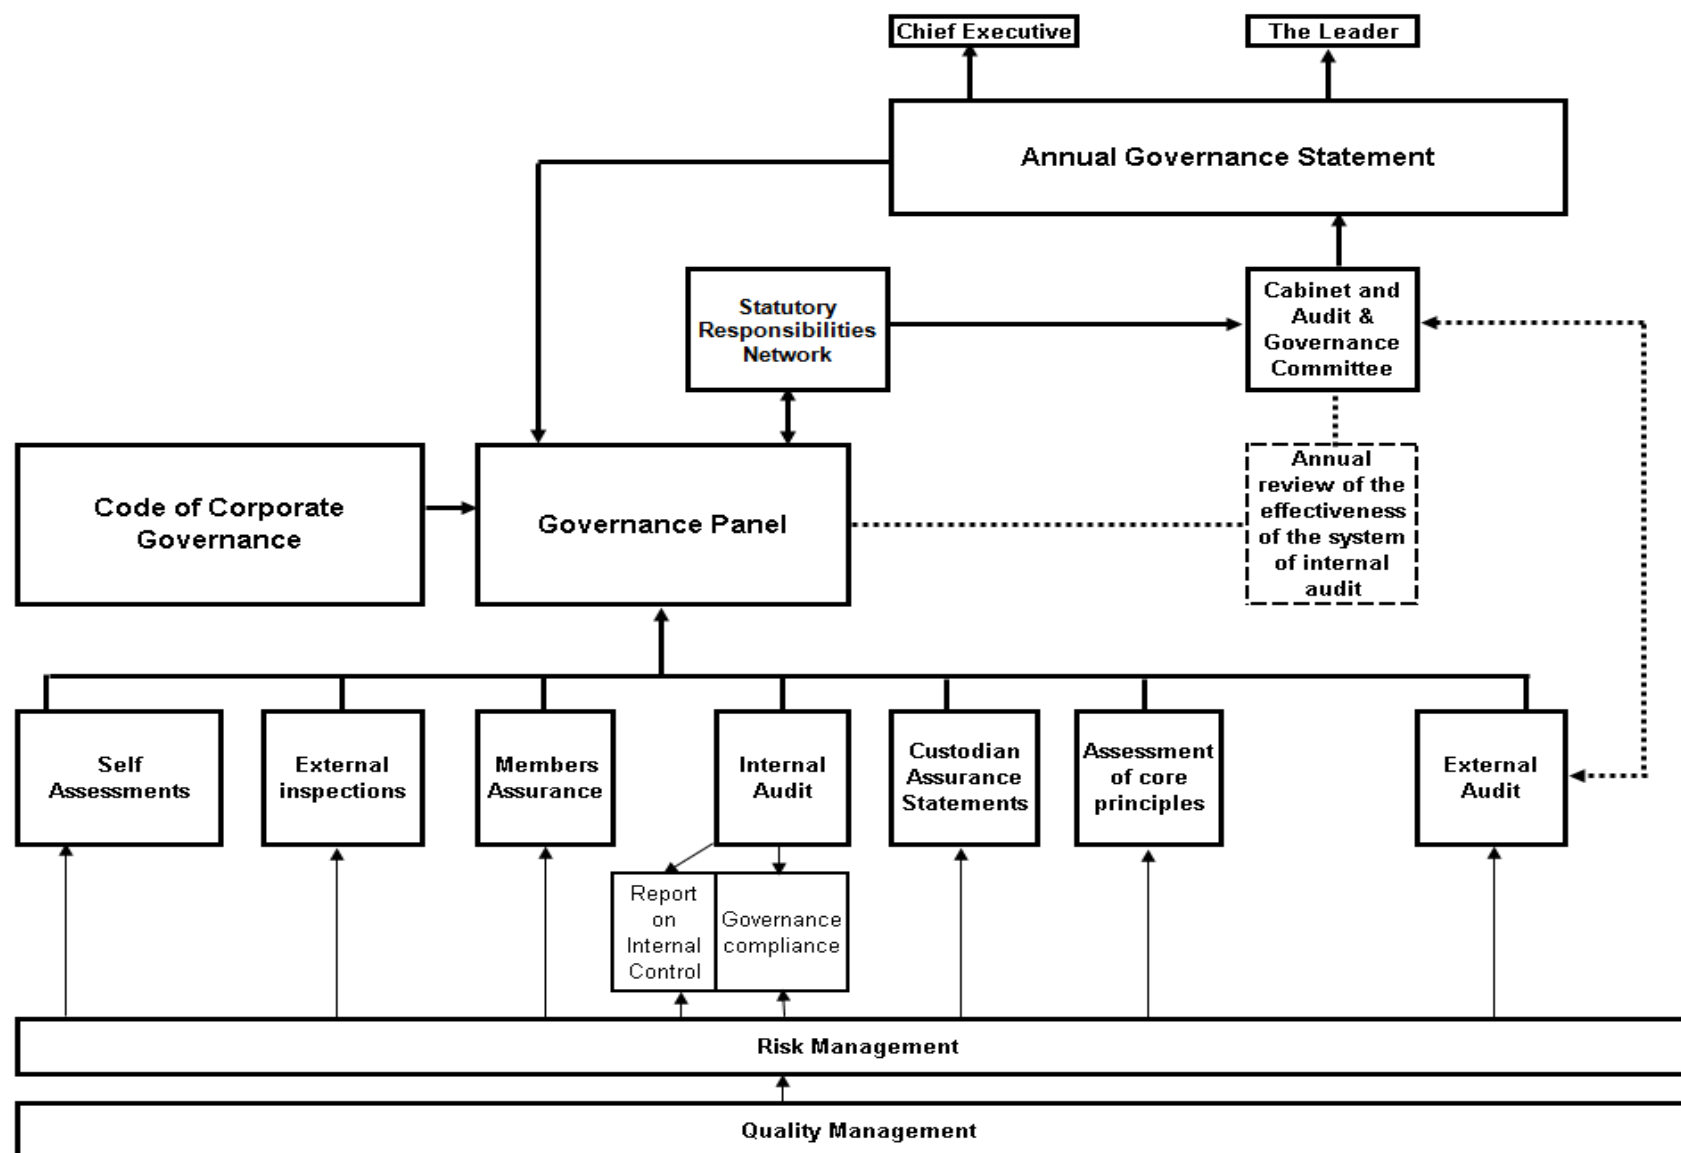 Chief Executive
The Leader
Annual Governance Statement
Statutory
Responsibilities
Network
Cabinet and
Audit &
Governance
Committee
Code of Corporate
Governance
Governance Panel
Annual
review of the
effectiveness
of the system
of internal
audit
Self
Assessments
External
inspections
Members
Assurance
Internal
Audit
Custodian
Assurance
Statements
Assessment
of core
principles
External
Audit
Report
on
Internal
Control
Governance
compliance
Risk Management
Quality Management